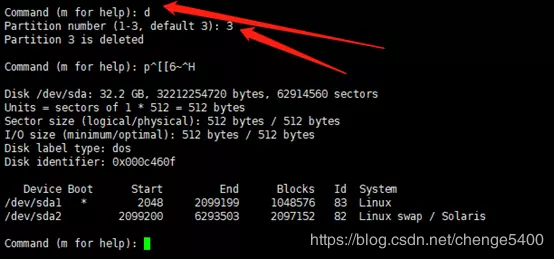 Command (m for help): d
Partition number (1-3, default 3): 3
Partition 3 is deleted
Command (m for help): p^[[6~^H
Disk /dev/sda: 32.2 GB, 32212254720 bytes, 62914560 sectors
Units = sectors of 1 * 512 = 512 bytes
Sector size (logical/physical): 512 bytes / 512 bytes
I/O size (minimum/optimal): 512 bytes / 512 bytes
Disk label type: dos
Disk identifier: 0x000c460f
Device Boot Start End Blocks Id System
/dev/sda1 * 2048 2099199 1048576 83 Linux
/dev/sda2 2099200 6293503 2097152 82 Linux swap / Solaris
Command (m for help):
https://blog.csdn.net/chenge5400